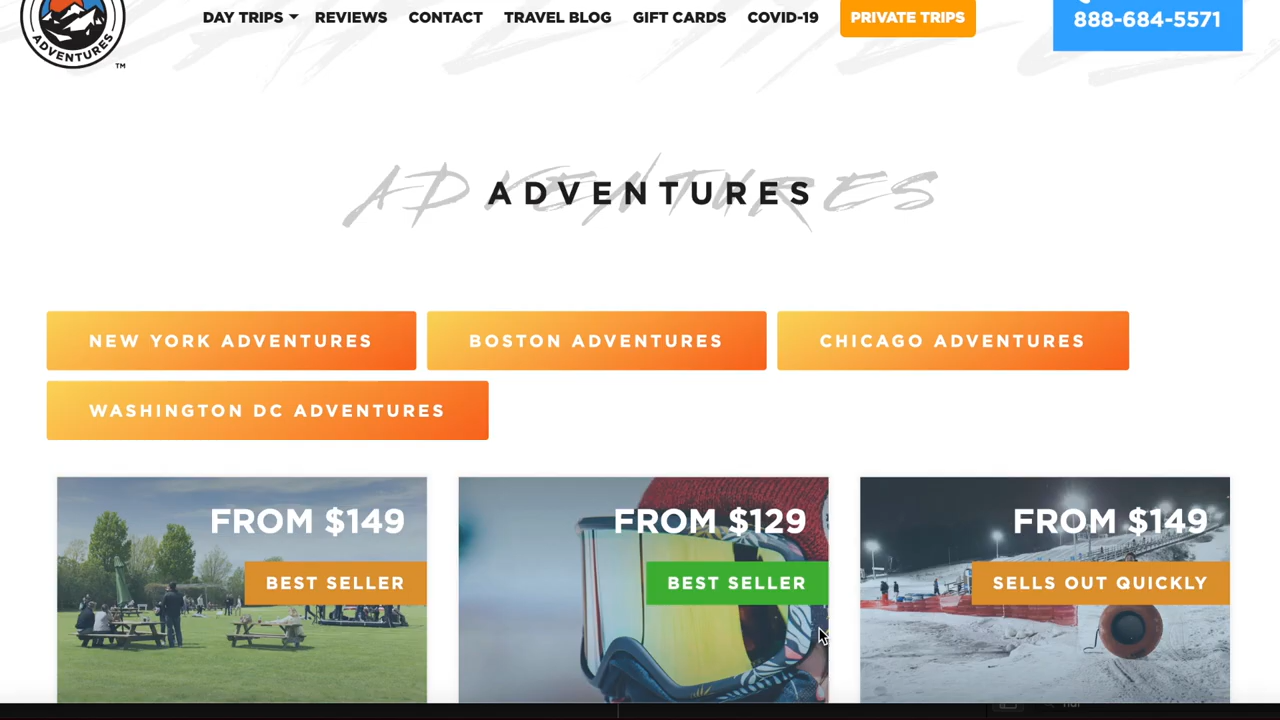 DAY TRIPS REVIEWS CONTACT TRAVEL BLOG GIFT CARDS COVID-19 PRIVATE TRIPS 888-684-5571
ADVENTURES
TM
ADVENTURES
ADVENTURES
NEW YORK ADVENTURES BOSTON ADVENTURES CHICAGO ADVENTURES
WASHINGTON DC ADVENTURES
FROM $149 FROM $129 FROM $149
BEST SELLER BEST SELLER SELLS OUT QUICKLY